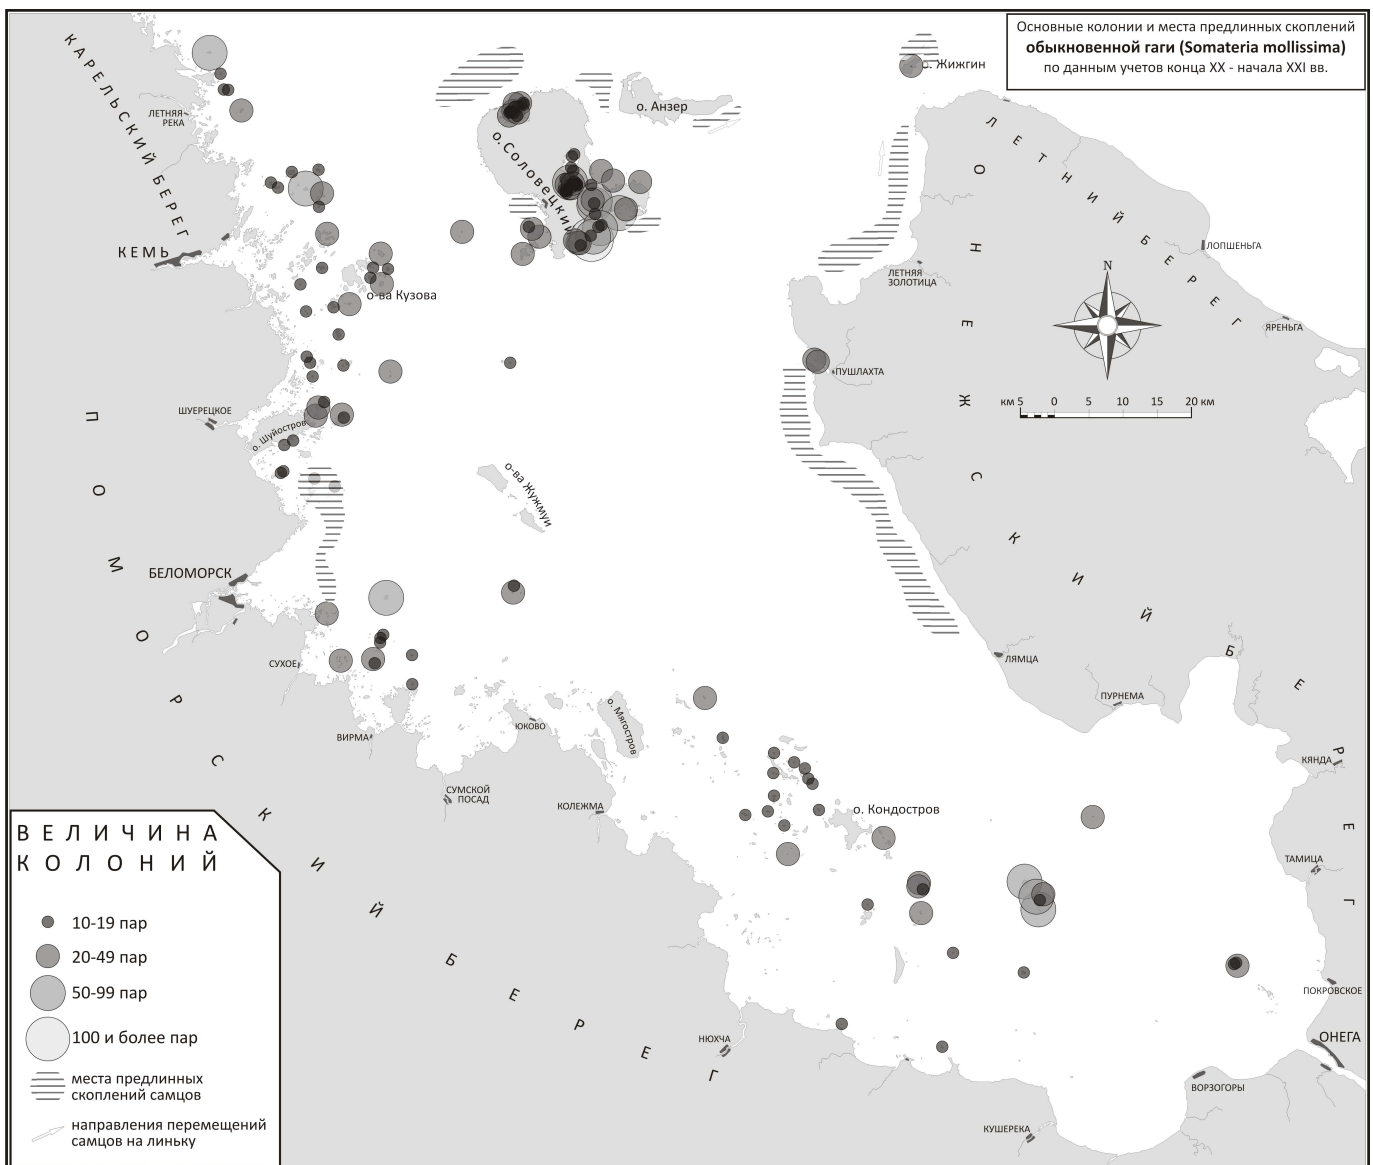 Основные колонии и места предлинных скоплений
обыкновенной гаги (Somateria mollissima)
по данным учетов конца XX - начала XXI вв.
КАРЕЛЬСКИЙ БЕРЕГ
ЛЕТНЯЯ
РЕКА
КЕМЬ
о. Соловецкий
о. Анзер
о. Жижгин
ЛЕТНИЙ БЕРЕГ
ЛОПШЕНЬГА
ЯРЕНЬГА
ЛЕТНЯЯ
ЗОЛОТИЦА
ОНЕЖСКИЙ БЕРЕГ
N
км 5 0 5 10 15 20 км
о-ва Кузова
ПУШЛАХТА
ШУЕРЕЦКОЕ
о. Шуйостров
о-ва Жужмуи
ПОМОРСКИЙ БЕРЕГ
БЕЛОМОРСК
СУХОЕ
ВИРМА
ЮКОВО
о. Мягостров
СУМСКОЙ
ПОСАД
КОЛЕЖМА
ЛЯМЦА
ПУРНЕМА
КЯНДА
о. Кондостров
ТАМИЦА
ПОКРОВСКОЕ
ОНЕГА
НЮХЧА
ВОРЗОГОРЫ
КУШЕРЕКА
ВЕЛИЧИНА
КОЛОНИЙ
10-19 пар
20-49 пар
50-99 пар
100 и более пар
места предлинных
скоплений самцов
направления перемещений
самцов на линьку